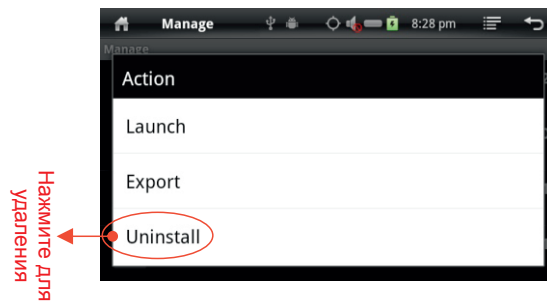 Manage 8:28 pm
Manage
Action
Launch
Export
Uninstall
Нажмите для
удаления